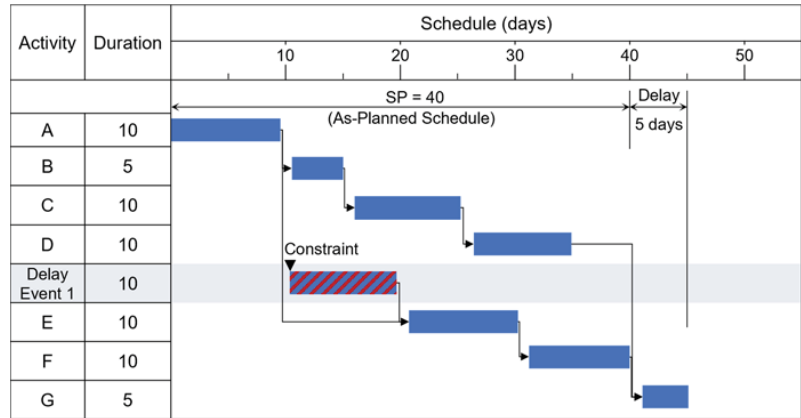 Schedule (days)
Activity Duration
10 20 30 40 50
SP = 40 Delay
(As-Planned Schedule) 5 days
A 10
B 5
C 10
D 10
Constraint
Delay
Event 1 10
E 10
F 10
G 5